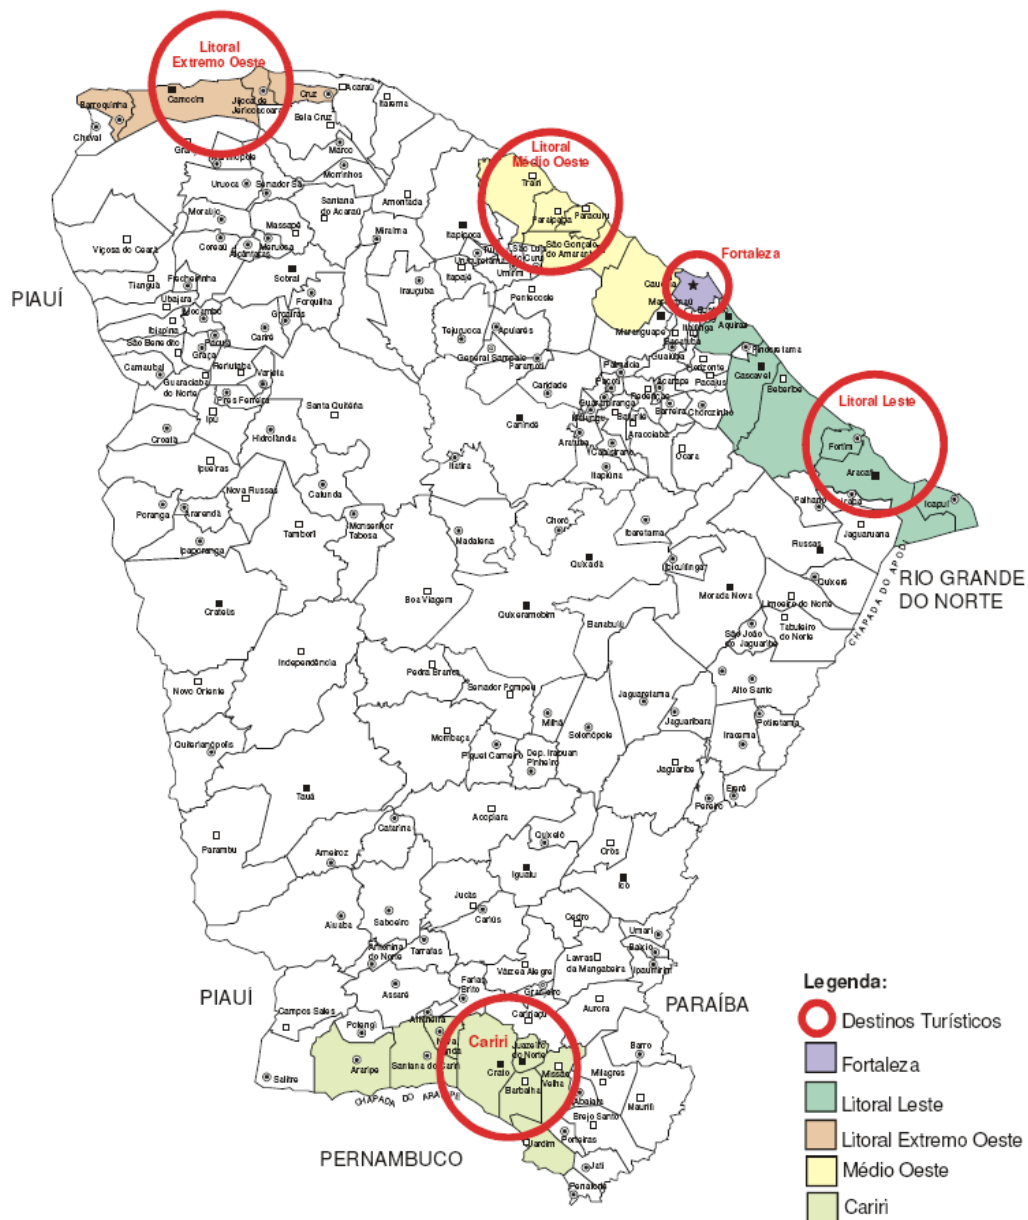 Litoral
Extremo Oeste
Acaraú
Itarema
Barroquinha
Camocim
Jijoca de
Jericoacoara
Cruz
Bela Cruz
Chaval
Marco
Morrinhos
Litoral
Médio Oeste
Trairi
Paraipaba
Paracuru
Uruoca
Senador Sá
Santana
do Acaraú
Amontada
Moraújo
Massapê
Miraíma
Itapipoca
São Gonçalo
do Amarante
Fortaleza
Viçosa do Ceará
Coreaú
Alcântaras
Meruoca
Umirim
Itapajé
Irauçuba
Pentecoste
Tianguá
Frecheirinha
Sobral
Ubajara
Forquilha
PIAUÍ
Mocambo
Groaíras
Ibiapina
Cariré
Tejuçuoca
Apuiarés
Maranguape
Aquiraz
São Benedito
Pacujá
Graça
General Sampaio
Paramoti
Guaiúba
Horizonte
Pindoretama
Carnaubal
Reriutaba
Varjota
Guaraciaba
do Norte
Pires Ferreira
Ipú
Santa Quitéria
Caridade
Palmácia
Pacoti
Redenção
Pacajus
Cascavel
Beberibe
Litoral Leste
Canindé
Barreira
Chorozinho
Aracoiaba
Croatá
Hidrolândia
Aratuba
Capistrano
Ocara
Fortim
Ipueiras
Itatira
Itapiúna
Aracati
Nova Russas
Catunda
Icapuí
Poranga
Ararendá
Palhano
Ipaporanga
Tamboril
Monsenhor
Tabosa
Madalena
Choró
Ibaretama
Jaguaruana
Russas
Quixadá
Ibicuitinga
Quixeré
RIO GRANDE
DO NORTE
CHAPADA DO APODI
Cratéus
Boa Viagem
Quixeramobim
Morada Nova
Limoeiro do Norte
Banabuiú
Tabuleiro
do Norte
São João
do Jaguaribe
Independência
Pedra Branca
Senador Pompeu
Novo Oriente
Jaguaretama
Alto Santo
Milhã
Solonópole
Jaguaribara
Potiretama
Iracema
Quiterianópolis
Mombaça
Piquet Carneiro
Dep. Irapuan
Pinheiro
Jaguaribe
Tauá
Ererê
Pereiro
Acopiara
Catarina
Parambu
Quixelô
Orós
Arneiroz
Iguatu
Icó
Jucás
Cariús
Aiuaba
Saboeiro
Cedro
Umari
Baixio
Ipaumirim
Antonina
do Norte
Tarrafas
Lavras
da Mangabeira
Várzea Alegre
Farias
Brito
Granjeiro
Assaré
PIAUÍ
PARAÍBA
Campos Sales
Aurora
Caririaçu
Potengi
Altaneira
Cariri
Juazeiro
do Norte
Barro
Araripe
Santana do Cariri
Crato
Missão
Velha
Milagres
Salitre
Barbalha
CHAPADA DO ARARIPE
Abaiara
Mauriti
Brejo Santo
Porteiras
Jardim
PERNAMBUCO
Jati
Penaforte
Legenda:
Destinos Turísticos
Fortaleza
Litoral Leste
Litoral Extremo Oeste
Médio Oeste
Cariri